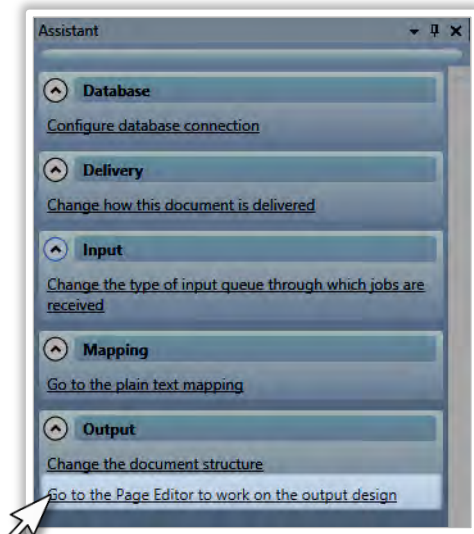 Assistant
Database
Configure database connection
Delivery
Change how this document is delivered
Input
Change the type of input queue through which jobs are
received
Mapping
Go to the plain text mapping
Output
Change the document structure
Go to the Page Editor to work on the output design